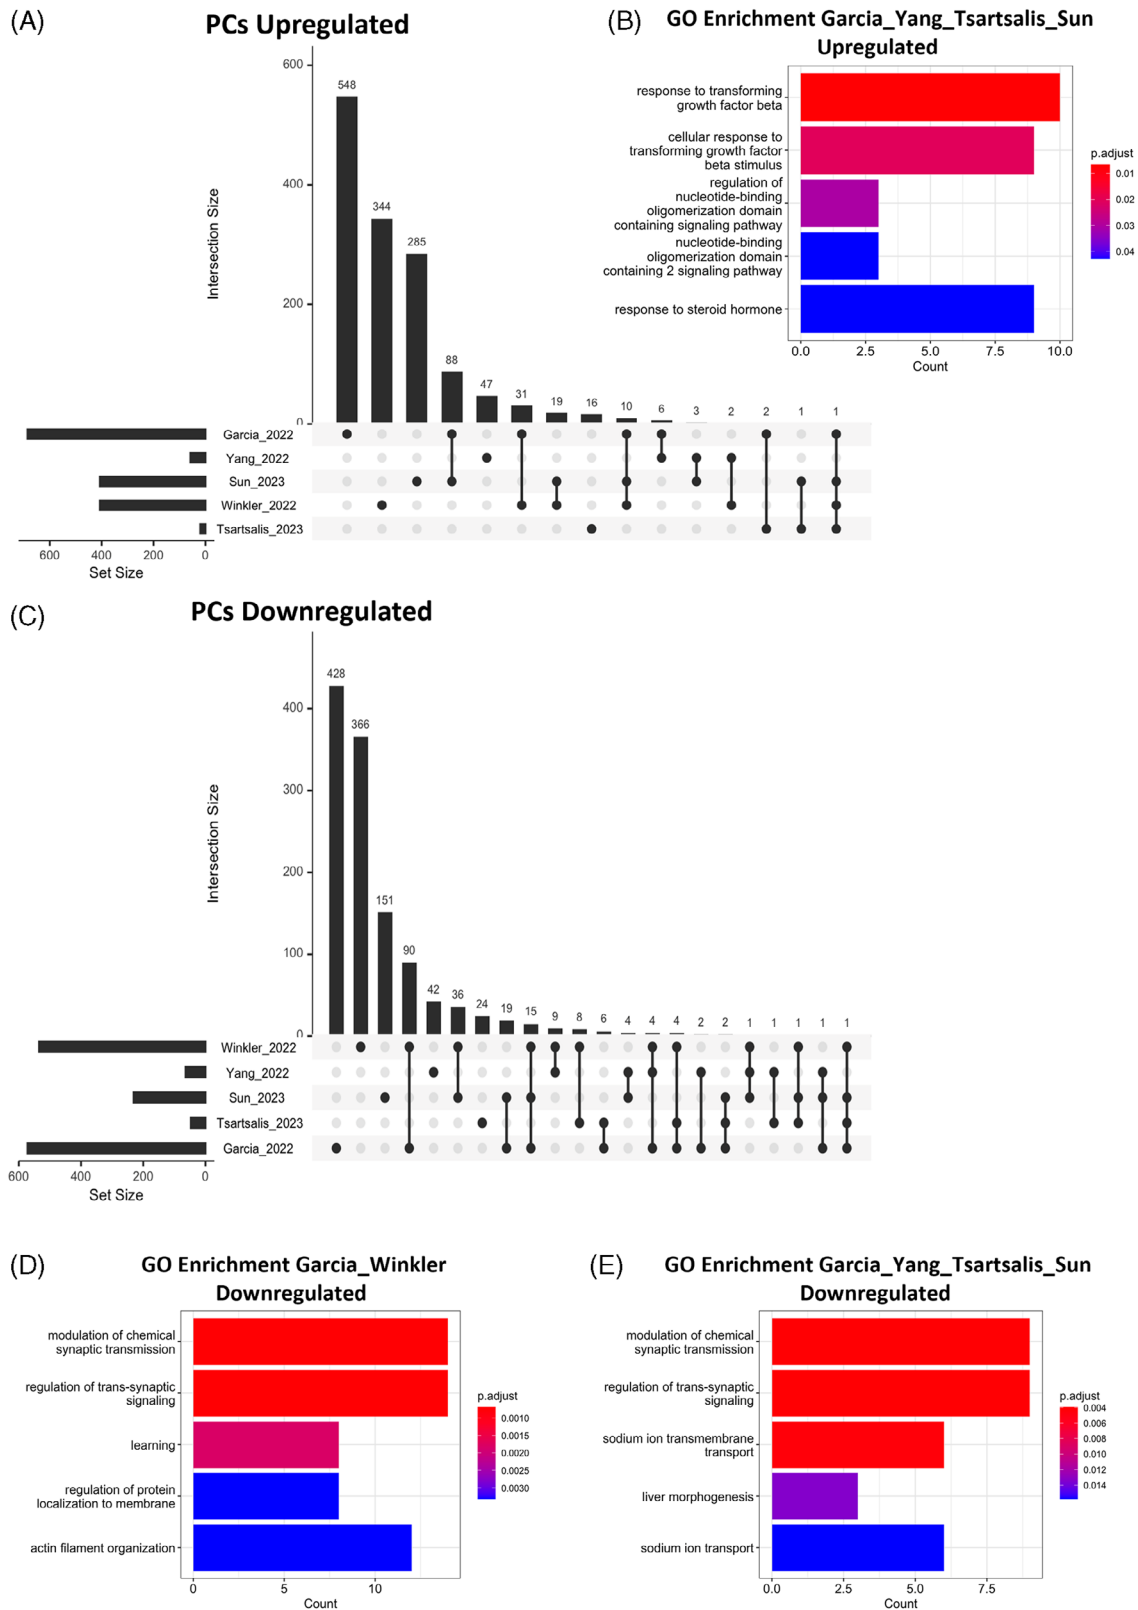 (A)
PCs Upregulated
600
400
200
0
Intersection Size
548
344
285
88
47
31
19
16
10
6
3
2
2
1
1
Garcia_2022
Yang_2022
Sun_2023
Winkler_2022
Tsartsalis_2023
600
400
200
0
Set Size
(B)
GO Enrichment Garcia_Yang_Tsartsalis_Sun
Upregulated
response to transforming
growth factor beta
cellular response to
transforming growth factor
beta stimulus
regulation of
nucleotide-binding
oligomerization domain
containing signaling pathway
nucleotide-binding
oligomerization domain
containing 2 signaling pathway
response to steroid hormone
0.0
2.5
5.0
7.5
10.0
Count
p.adjust
0.01
0.02
0.03
0.04
(C)
PCs Downregulated
400
300
200
100
0
Intersection Size
428
366
151
90
42
36
24
19
15
9
8
6
4
4
4
2
2
1
1
1
1
1
Winkler_2022
Yang_2022
Sun_2023
Tsartsalis_2023
Garcia_2022
600
400
200
0
Set Size
(D)
GO Enrichment Garcia_Winkler
Downregulated
modulation of chemical
synaptic transmission
regulation of trans-synaptic
signaling
learning
regulation of protein
localization to membrane
actin filament organization
0
5
10
Count
p.adjust
0.0010
0.0015
0.0020
0.0025
0.0030
(E)
GO Enrichment Garcia_Yang_Tsartsalis_Sun
Downregulated
modulation of chemical
synaptic transmission
regulation of trans-synaptic
signaling
sodium ion transmembrane
transport
liver morphogenesis
sodium ion transport
0.0
2.5
5.0
7.5
Count
p.adjust
0.004
0.006
0.008
0.010
0.012
0.014